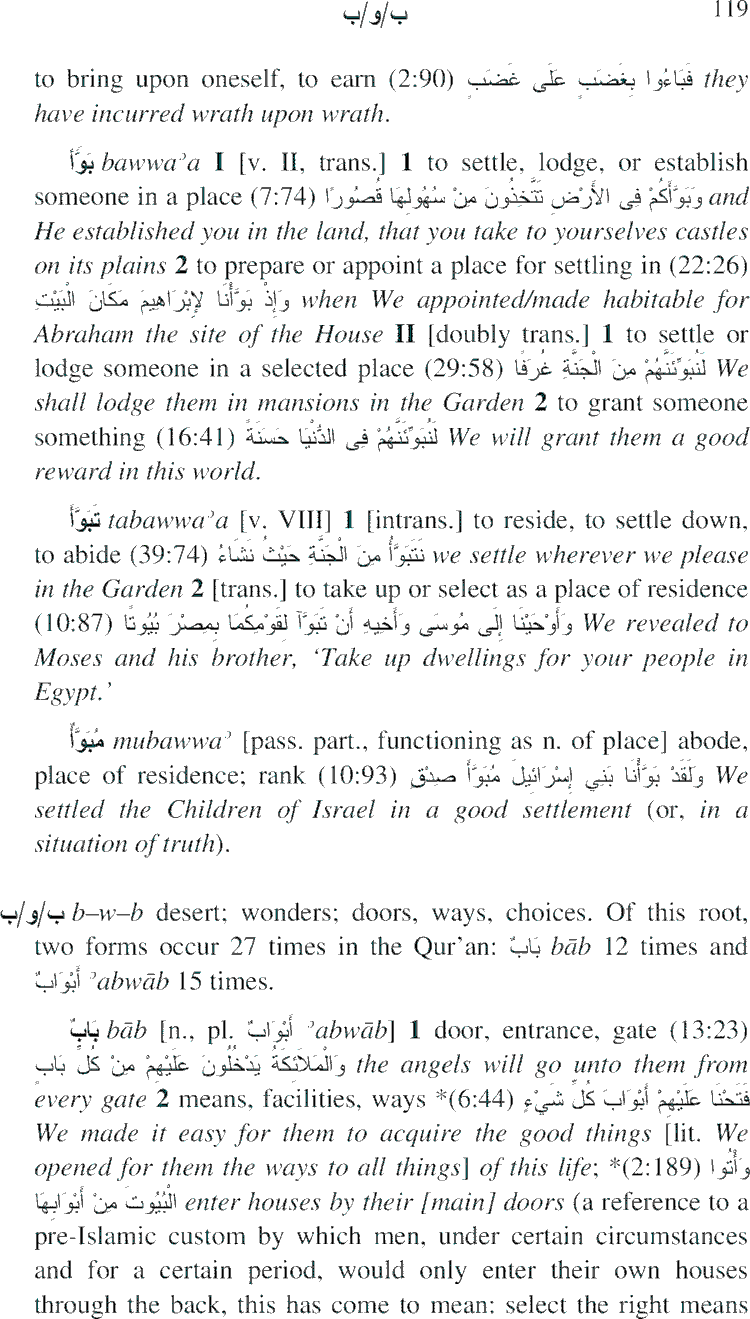 ب/و/ب 119
to bring upon oneself, to earn (2:90) فَبَاءُوا بِغَضَبٍ عَلَى غَضَبٍ they
have incurred wrath upon wrath.
بَوَّأَ bawwaʾa I [v. II, trans.] 1 to settle, lodge, or establish
someone in a place (7:74) وَبَوَّأَكُمْ فِى الأَرْضِ تَتَّخِذُونَ مِنْ سُهُولِهَا قُصُورًا and
He established you in the land, that you take to yourselves castles
on its plains 2 to prepare or appoint a place for settling in (22:26)
وَإِذْ بَوَّأْنَا لإِبْرَاهِيمَ مَكَانَ الْبَيْتِ when We appointed/made habitable for
Abraham the site of the House II [doubly trans.] 1 to settle or
lodge someone in a selected place (29:58) لَنُبَوِّئَنَّهُمْ مِنَ الْجَنَّةِ غُرَفًا We
shall lodge them in mansions in the Garden 2 to grant someone
something (16:41) لَنُبَوِّئَنَّهُمْ فِى الدُّنْيَا حَسَنَةً We will grant them a good
reward in this world.
تَبَوَّأَ tabawwaʾa [v. VIII] 1 [intrans.] to reside, to settle down,
to abide (39:74) نَتَبَوَّأُ مِنَ الْجَنَّةِ حَيْثُ نَشَاءُ we settle wherever we please
in the Garden 2 [trans.] to take up or select as a place of residence
(10:87) وَأَوْحَيْنَا إِلَى مُوسَى وَأَخِيهِ أَنْ تَبَوَّآ لِقَوْمِكُمَا بِمِصْرَ بُيُوتًا We revealed to
Moses and his brother, ‘Take up dwellings for your people in
Egypt.’
مُبَوَّأٌ mubawwaʾ [pass. part., functioning as n. of place] abode,
place of residence; rank (10:93) وَلَقَدْ بَوَّأْنَا بَنِي إِسْرَائِيلَ مُبَوَّأَ صِدْقٍ We
settled the Children of Israel in a good settlement (or, in a
situation of truth).
ب/و/ب b–w–b desert; wonders; doors, ways, choices. Of this root,
two forms occur 27 times in the Qur’an: بَابٌ bāb 12 times and
أَبْوَابٌ ʾabwāb 15 times.
بَابٌ bāb [n., pl. أَبْوَابٌ ʾabwāb] 1 door, entrance, gate (13:23)
وَالْمَلَائِكَةُ يَدْخُلُونَ عَلَيْهِمْ مِنْ كُلِّ بَابٍ the angels will go unto them from
every gate 2 means, facilities, ways *(6:44) فَتَحْنَا عَلَيْهِمْ أَبْوَابَ كُلِّ شَيْءٍ
We made it easy for them to acquire the good things [lit. We
opened for them the ways to all things] of this life; *(2:189) وَأْتُوا
الْبُيُوتَ مِنْ أَبْوَابِهَا enter houses by their [main] doors (a reference to a
pre-Islamic custom by which men, under certain circumstances
and for a certain period, would only enter their own houses
through the back, this has come to mean: select the right means